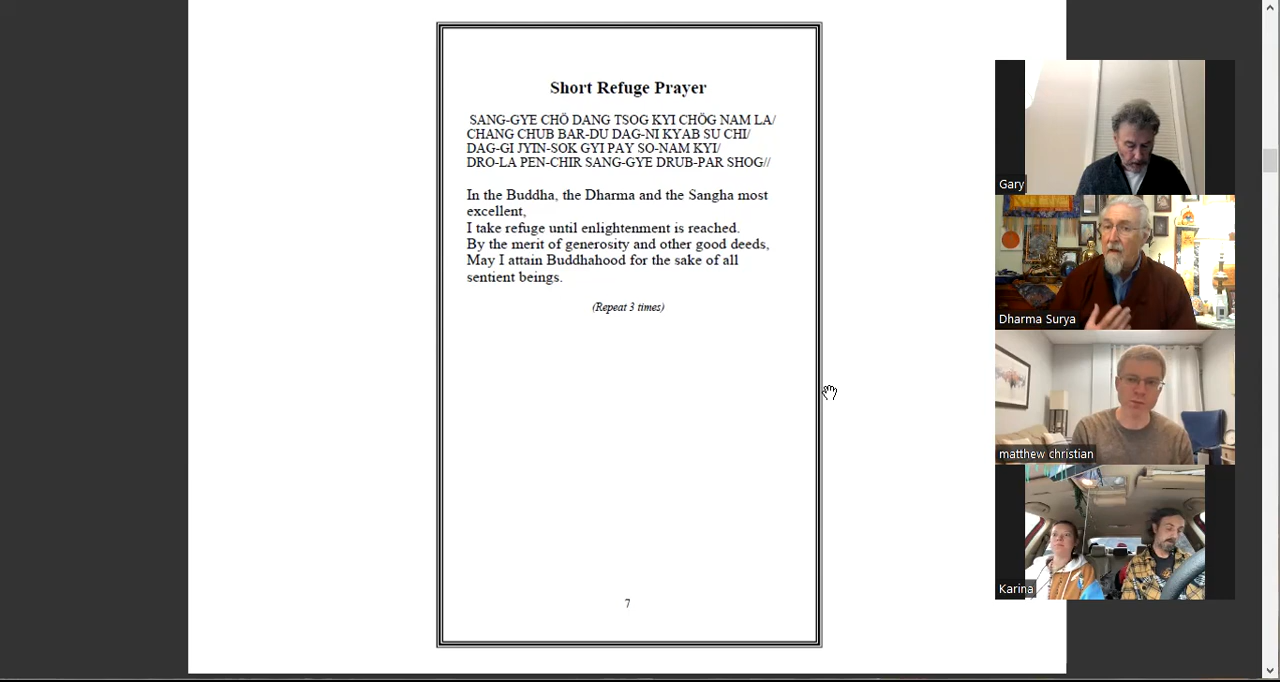 Short Refuge Prayer
SANG-GYE CHÖ DANG TSOG KYI CHÖG NAM LA/
CHANG CHUB BAR-DU DAG-NI KYAB SU CHI/
DAG-GI JYIN-SOK GYI PAY SO-NAM KYI/
DRO-LA PEN-CHIR SANG-GYE DRUB-PAR SHOG//
In the Buddha, the Dharma and the Sangha most
excellent,
I take refuge until enlightenment is reached.
By the merit of generosity and other good deeds,
May I attain Buddhahood for the sake of all
sentient beings.
(Repeat 3 times)
7
Gary
Dharma Surya
matthew christian
Karina